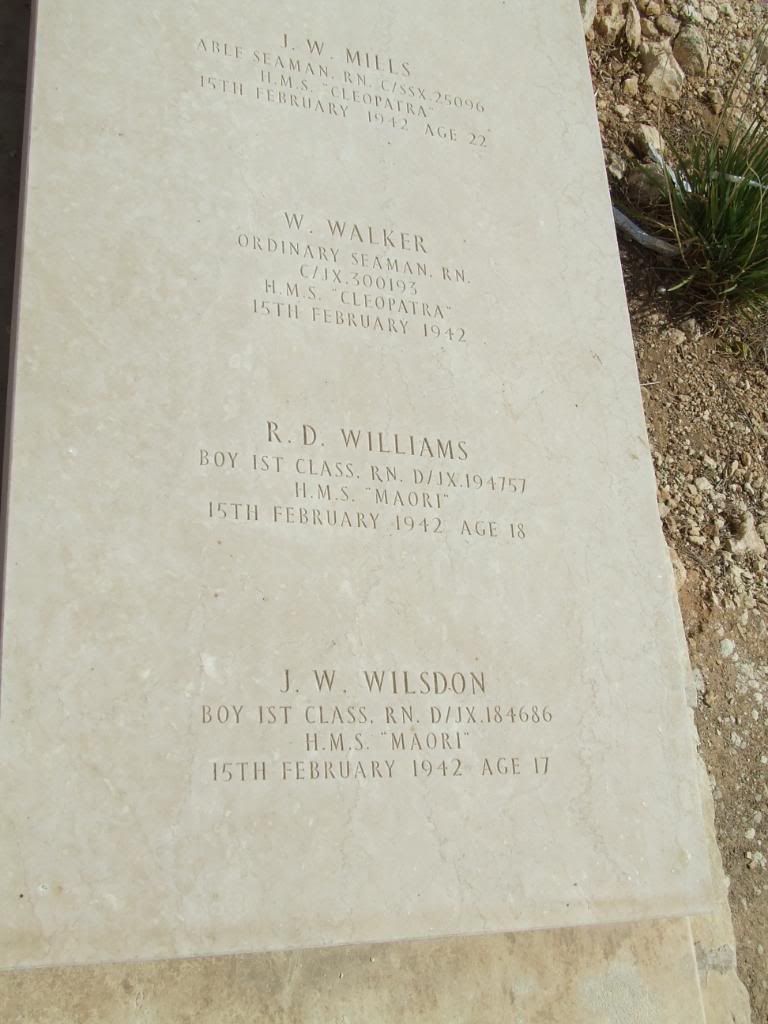 J. W. MILLS
ABLE SEAMAN, RN. C/SSX.25096
H.M.S. "CLEOPATRA"
15TH FEBRUARY 1942 AGE 22
W. WALKER
ORDINARY SEAMAN, RN.
C/JX.300193
H.M.S. "CLEOPATRA"
15TH FEBRUARY 1942
R. D. WILLIAMS
BOY 1ST CLASS, RN. D/JX.194757
H.M.S. "MAORI"
15TH FEBRUARY 1942 AGE 18
J. W. WILSDON
BOY 1ST CLASS, RN. D/JX.184686
H.M.S. "MAORI"
15TH FEBRUARY 1942 AGE 17